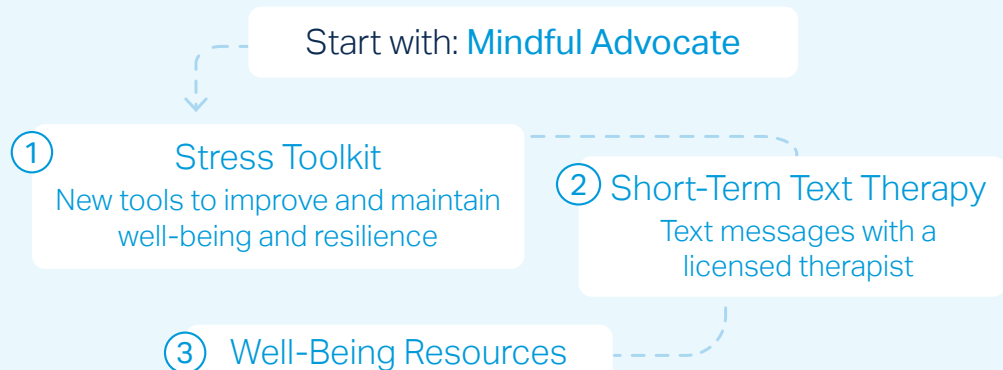 Start with: Mindful Advocate
1
Stress Toolkit
New tools to improve and maintain
well-being and resilience
2
Short-Term Text Therapy
Text messages with a
licensed therapist
3
Well-Being Resources